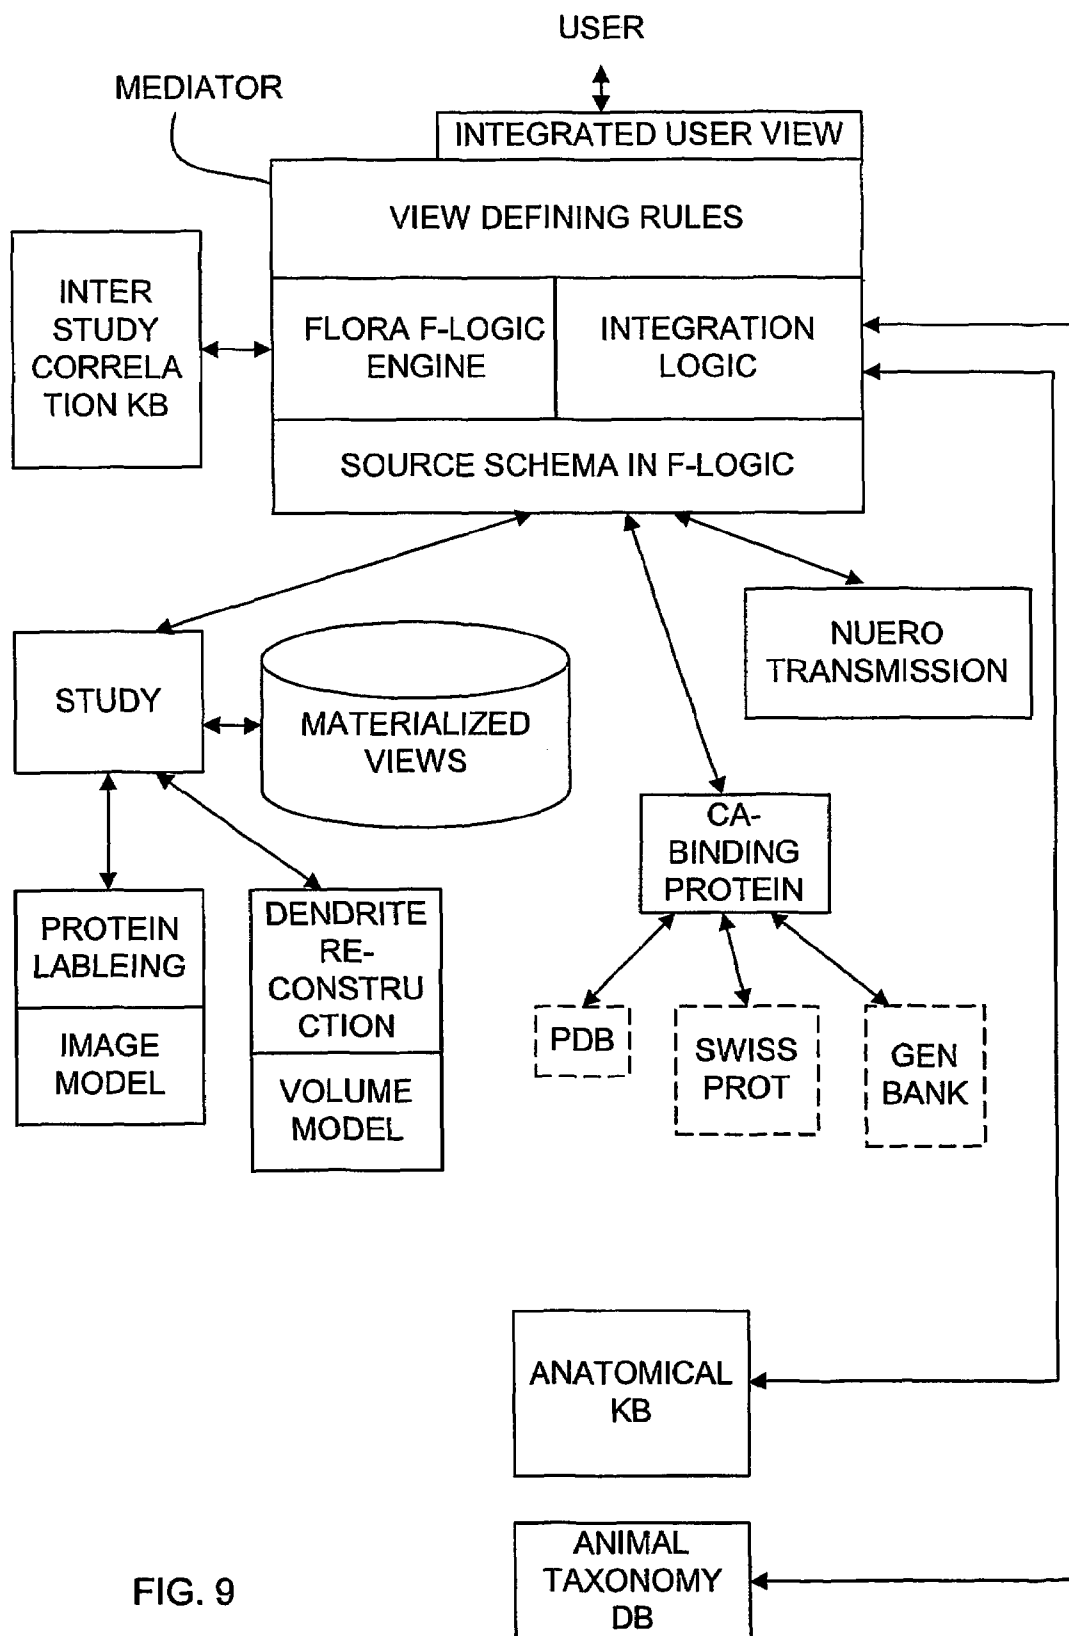 USER
MEDIATOR
INTEGRATED USER VIEW
VIEW DEFINING RULES
INTER
STUDY
CORRELA
TION KB
FLORA F-LOGIC
ENGINE
INTEGRATION
LOGIC
SOURCE SCHEMA IN F-LOGIC
STUDY
MATERIALIZED
VIEWS
NUERO
TRANSMISSION
CA-
BINDING
PROTEIN
PROTEIN
LABLEING
IMAGE
MODEL
DENDRITE
RE-
CONSTRU
CTION
VOLUME
MODEL
PDB
SWISS
PROT
GEN
BANK
ANATOMICAL
KB
ANIMAL
TAXONOMY
DB
FIG. 9